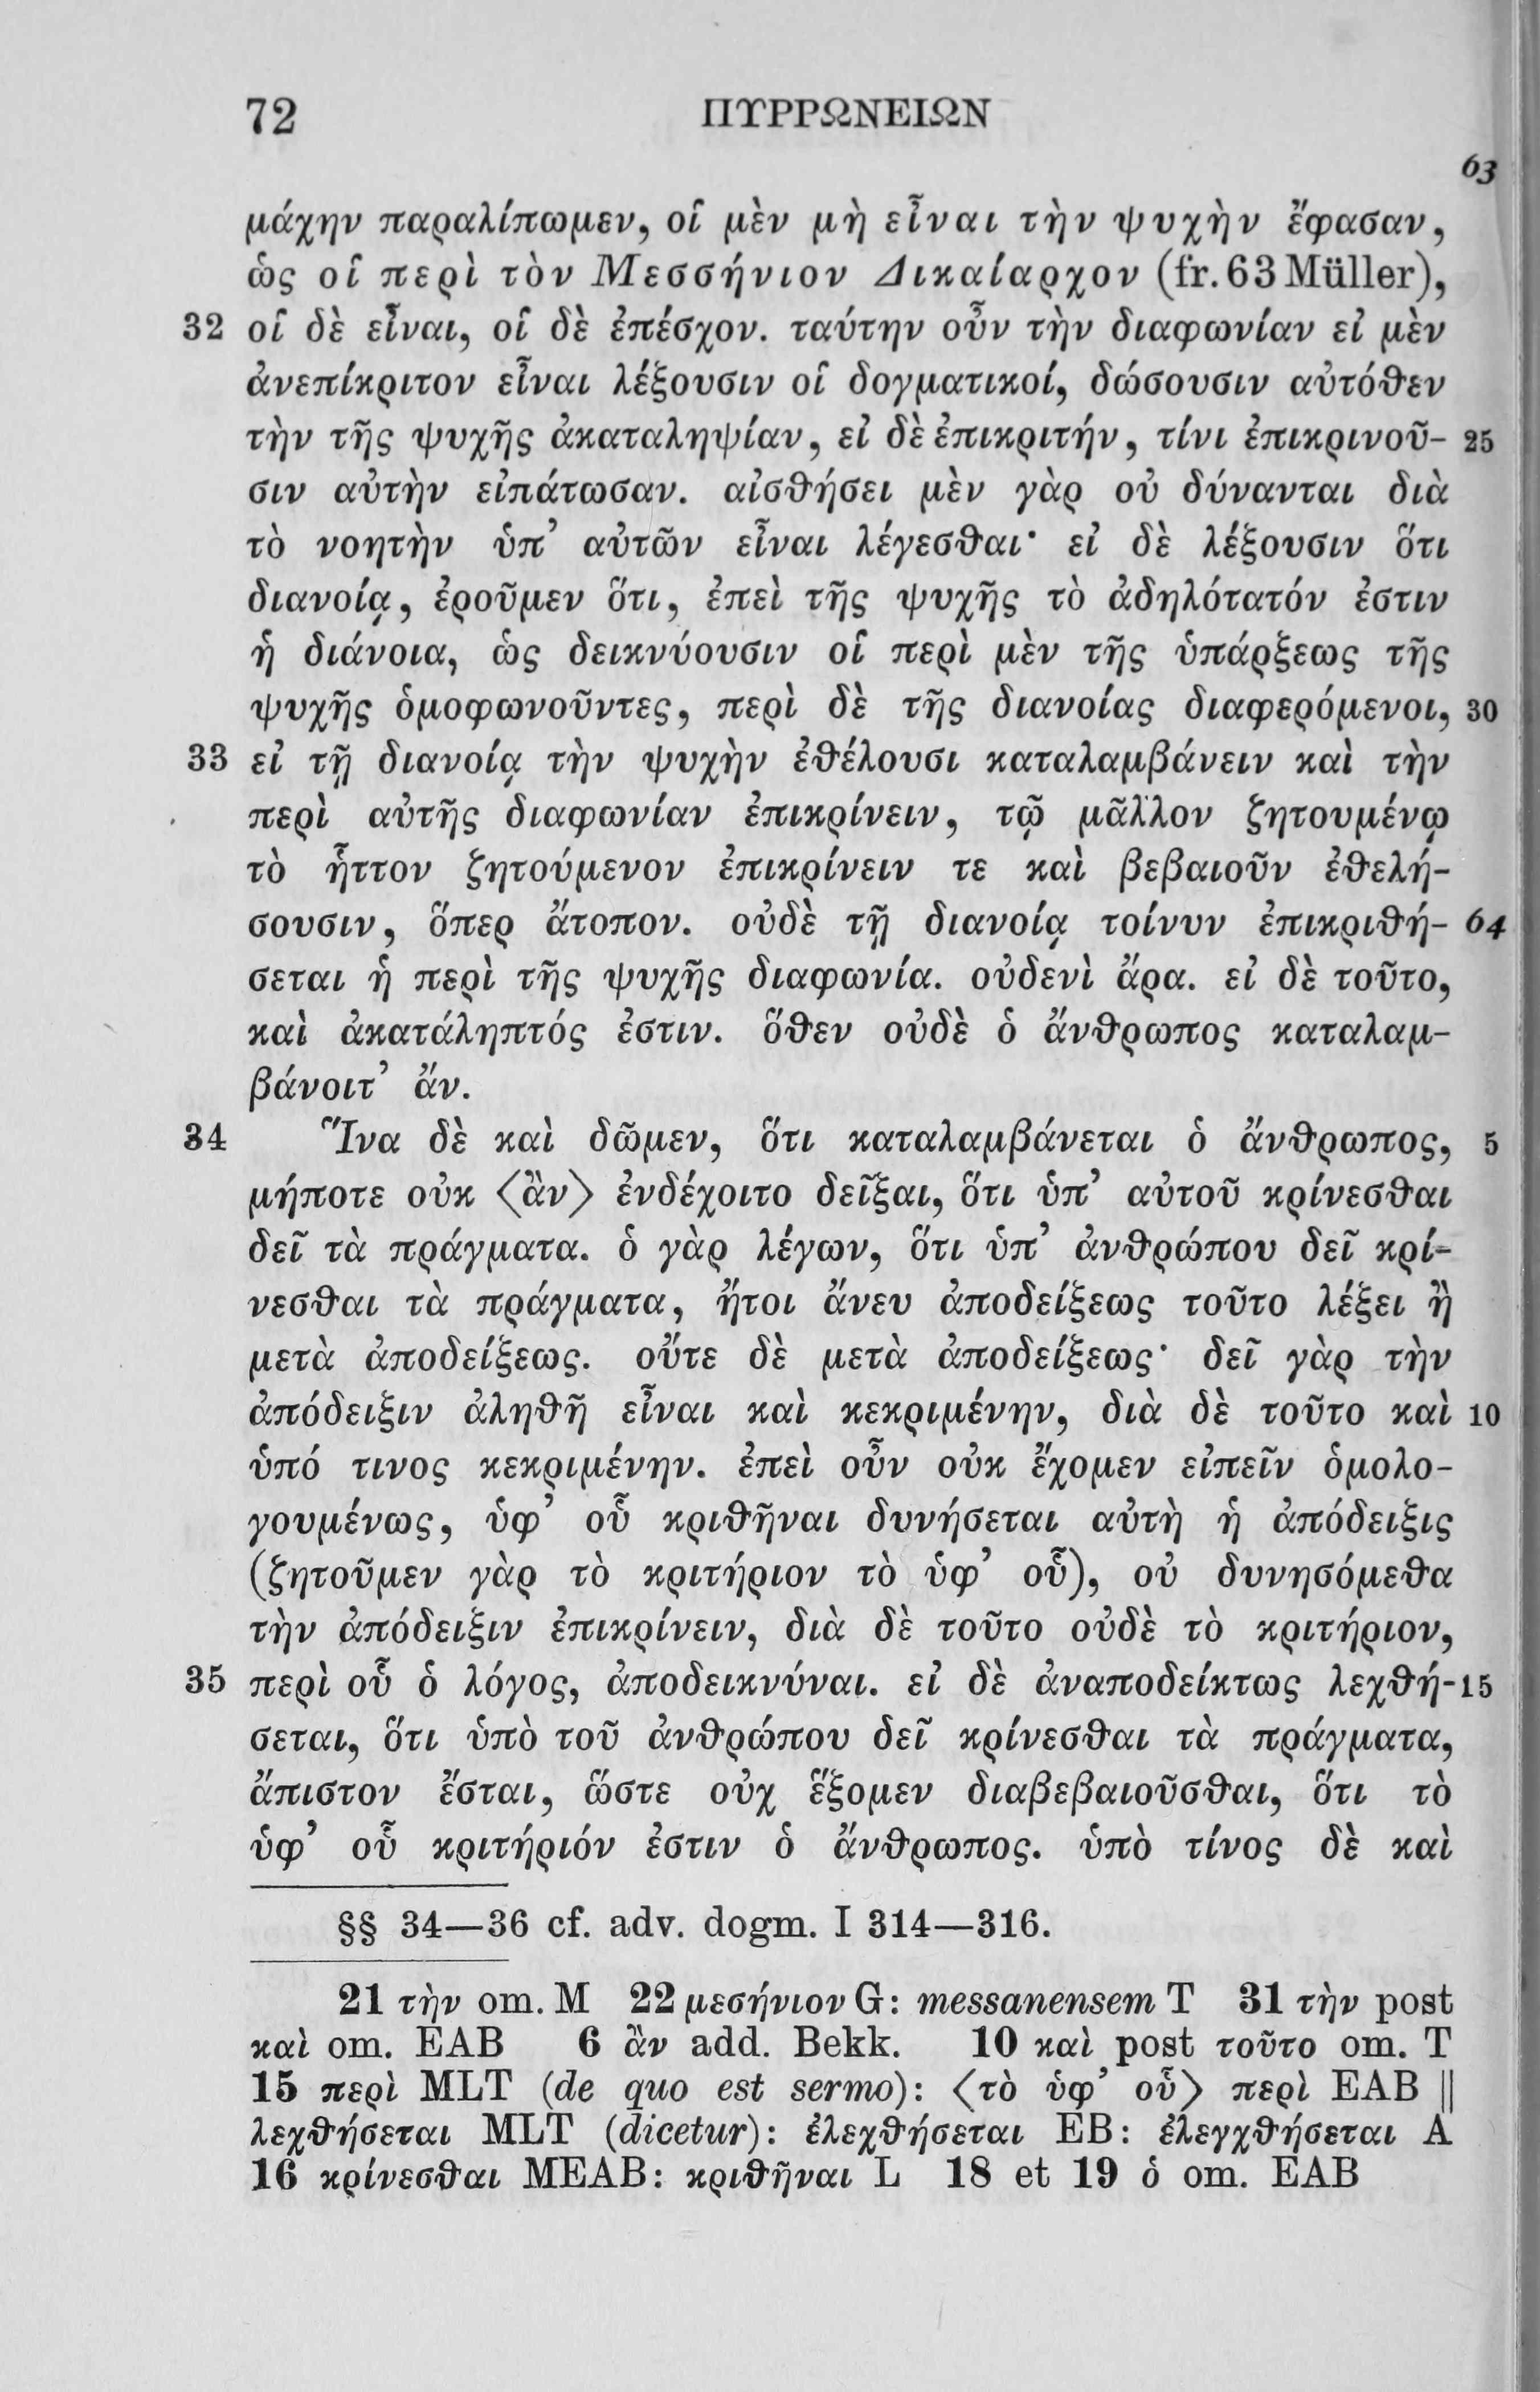 72 ΠΥΡΡΩΝΕΙΩΝ
63
μάχην παραλίπωμεν, οἱ μὲν μὴ εἶναι τὴν ψυχὴν ἔφασαν,
ὡς οἱ περὶ τὸν Μεσσήνιον Δικαίαρχον (fr. 63 Müller),
32 οἱ δὲ εἶναι, οἱ δὲ ἐπέσχον. ταύτην οὖν τὴν διαφωνίαν εἰ μὲν
ἀνεπίκριτον εἶναι λέξουσιν οἱ δογματικοί, δώσουσιν αὐτόθεν
τὴν τῆς ψυχῆς ἀκαταληψίαν, εἰ δὲ ἐπικριτήν, τίνι ἐπικρινοῦ- 25
σιν αὐτὴν εἰπάτωσαν. αἰσθήσει μὲν γὰρ οὐ δύνανται διὰ
τὸ νοητὴν ὑπ’ αὐτῶν εἶναι λέγεσθαι· εἰ δὲ λέξουσιν ὅτι
διανοίᾳ, ἐροῦμεν ὅτι, ἐπεὶ τῆς ψυχῆς τὸ ἀδηλότατόν ἐστιν
ἡ διάνοια, ὡς δεικνύουσιν οἱ περὶ μὲν τῆς ὑπάρξεως τῆς
ψυχῆς ὁμοφωνοῦντες, περὶ δὲ τῆς διανοίας διαφερόμενοι, 30
33 εἰ τῇ διανοίᾳ τὴν ψυχὴν ἐθέλουσι καταλαμβάνειν καὶ τὴν
περὶ αὐτῆς διαφωνίαν ἐπικρίνειν, τῷ μᾶλλον ζητουμένῳ
τὸ ἧττον ζητούμενον ἐπικρίνειν τε καὶ βεβαιοῦν ἐθελή-
σουσιν, ὅπερ ἄτοπον. οὐδὲ τῇ διανοίᾳ τοίνυν ἐπικριθή- 64
σεται ἡ περὶ τῆς ψυχῆς διαφωνία. οὐδενὶ ἄρα. εἰ δὲ τοῦτο,
καὶ ἀκατάληπτός ἐστιν. ὅθεν οὐδὲ ὁ ἄνθρωπος καταλαμ-
βάνοιτ’ ἄν.
34 Ἵνα δὲ καὶ δῶμεν, ὅτι καταλαμβάνεται ὁ ἄνθρωπος, 5
μήποτε οὐκ ⟨ἂν⟩ ἐνδέχοιτο δεῖξαι, ὅτι ὑπ’ αὐτοῦ κρίνεσθαι
δεῖ τὰ πράγματα. ὁ γὰρ λέγων, ὅτι ὑπ’ ἀνθρώπου δεῖ κρί-
νεσθαι τὰ πράγματα, ἤτοι ἄνευ ἀποδείξεως τοῦτο λέξει ἢ
μετὰ ἀποδείξεως. οὔτε δὲ μετὰ ἀποδείξεως· δεῖ γὰρ τὴν
ἀπόδειξιν ἀληθῆ εἶναι καὶ κεκριμένην, διὰ δὲ τοῦτο καὶ 10
ὑπό τινος κεκριμένην. ἐπεὶ οὖν οὐκ ἔχομεν εἰπεῖν ὁμολο-
γουμένως, ὑφ’ οὗ κριθῆναι δυνήσεται αὐτὴ ἡ ἀπόδειξις
(ζητοῦμεν γὰρ τὸ κριτήριον τὸ ὑφ’ οὗ), οὐ δυνησόμεθα
τὴν ἀπόδειξιν ἐπικρίνειν, διὰ δὲ τοῦτο οὐδὲ τὸ κριτήριον,
35 περὶ οὗ ὁ λόγος, ἀποδεικνύναι. εἰ δὲ ἀναποδείκτως λεχθή- 15
σεται, ὅτι ὑπὸ τοῦ ἀνθρώπου δεῖ κρίνεσθαι τὰ πράγματα,
ἄπιστον ἔσται, ὥστε οὐχ ἕξομεν διαβεβαιοῦσθαι, ὅτι τὸ
ὑφ’ οὗ κριτήριόν ἐστιν ὁ ἄνθρωπος. ὑπὸ τίνος δὲ καὶ
§§ 34—36 cf. adv. dogm. I 314—316.
21 τὴν om. M 22 μεσήνιον G: messanensem T 31 τὴν post
καὶ om. EAB 6 ἂν add. Bekk. 10 καὶ post τοῦτο om. T
15 περὶ MLT (de quo est sermo): ⟨τὸ ὑφ’ οὗ⟩ περὶ EAB ||
λεχθήσεται MLT (dicetur): ἐλεχθήσεται EB: ἐλεγχθήσεται A
16 κρίνεσθαι MEAB: κριθῆναι L 18 et 19 ὁ om. EAB